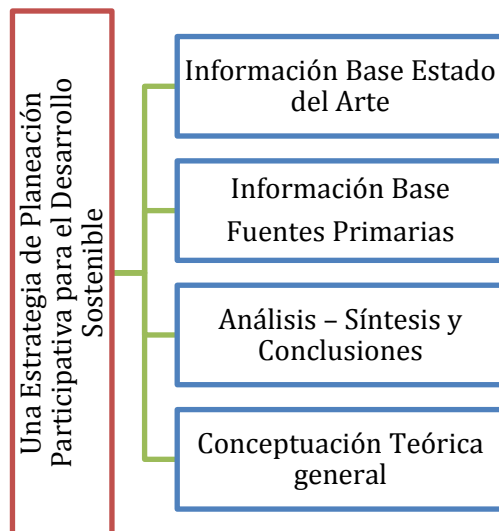 Una Estrategia de Planeación
Participativa para el Desarrollo
Sostenible
Información Base Estado
del Arte
Información Base
Fuentes Primarias
Análisis – Síntesis y
Conclusiones
Conceptuación Teórica
general